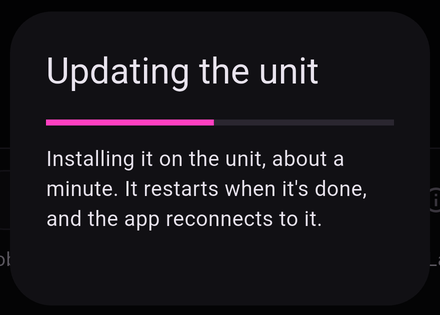 Updating the unit
Installing it on the unit, about a
minute. It restarts when it's done,
and the app reconnects to it.